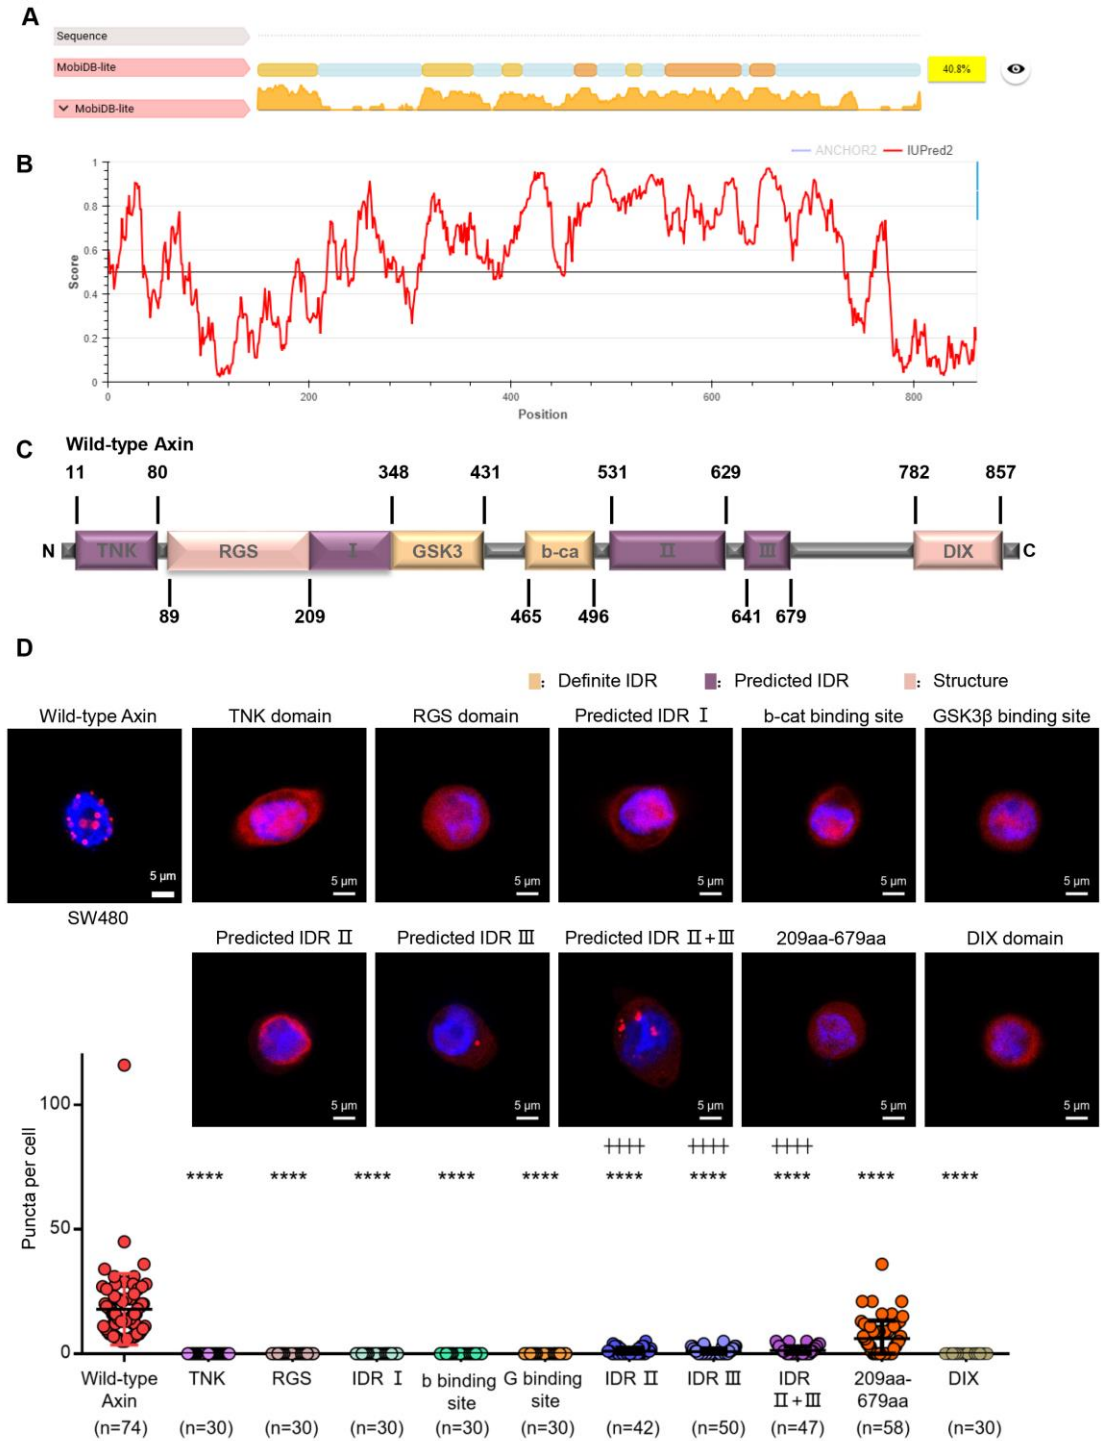 A
Sequence
MobiDB-lite
40.8%
MobiDB-lite
B
ANCHOR2 IUPred2
1
0.8
0.6
0.4
0.2
0
Score
0 200 400 600 800
Position
C Wild-type Axin
11 80 348 431 531 629 782 857
N TNK RGS Ⅰ GSK3 b-ca Ⅱ Ⅲ DIX C
89 209 465 496 641 679
D
: Definite IDR : Predicted IDR : Structure
Wild-type Axin TNK domain RGS domain Predicted IDR Ⅰ b-cat binding site GSK3β binding site
5 μm 5 μm 5 μm 5 μm 5 μm 5 μm
SW480
Predicted IDR Ⅱ Predicted IDR Ⅲ Predicted IDR Ⅱ+Ⅲ 209aa-679aa DIX domain
5 μm 5 μm 5 μm 5 μm 5 μm
‡‡‡‡ ‡‡‡‡ ‡‡‡‡
**** **** **** **** **** **** **** **** **** ****
Puncta per cell
100
50
0
Wild-type Axin (n=74)
TNK (n=30)
RGS (n=30)
IDR Ⅰ (n=30)
b binding site (n=30)
G binding site (n=30)
IDR Ⅱ (n=42)
IDR Ⅲ (n=50)
IDR Ⅱ+Ⅲ (n=47)
209aa-679aa (n=58)
DIX (n=30)